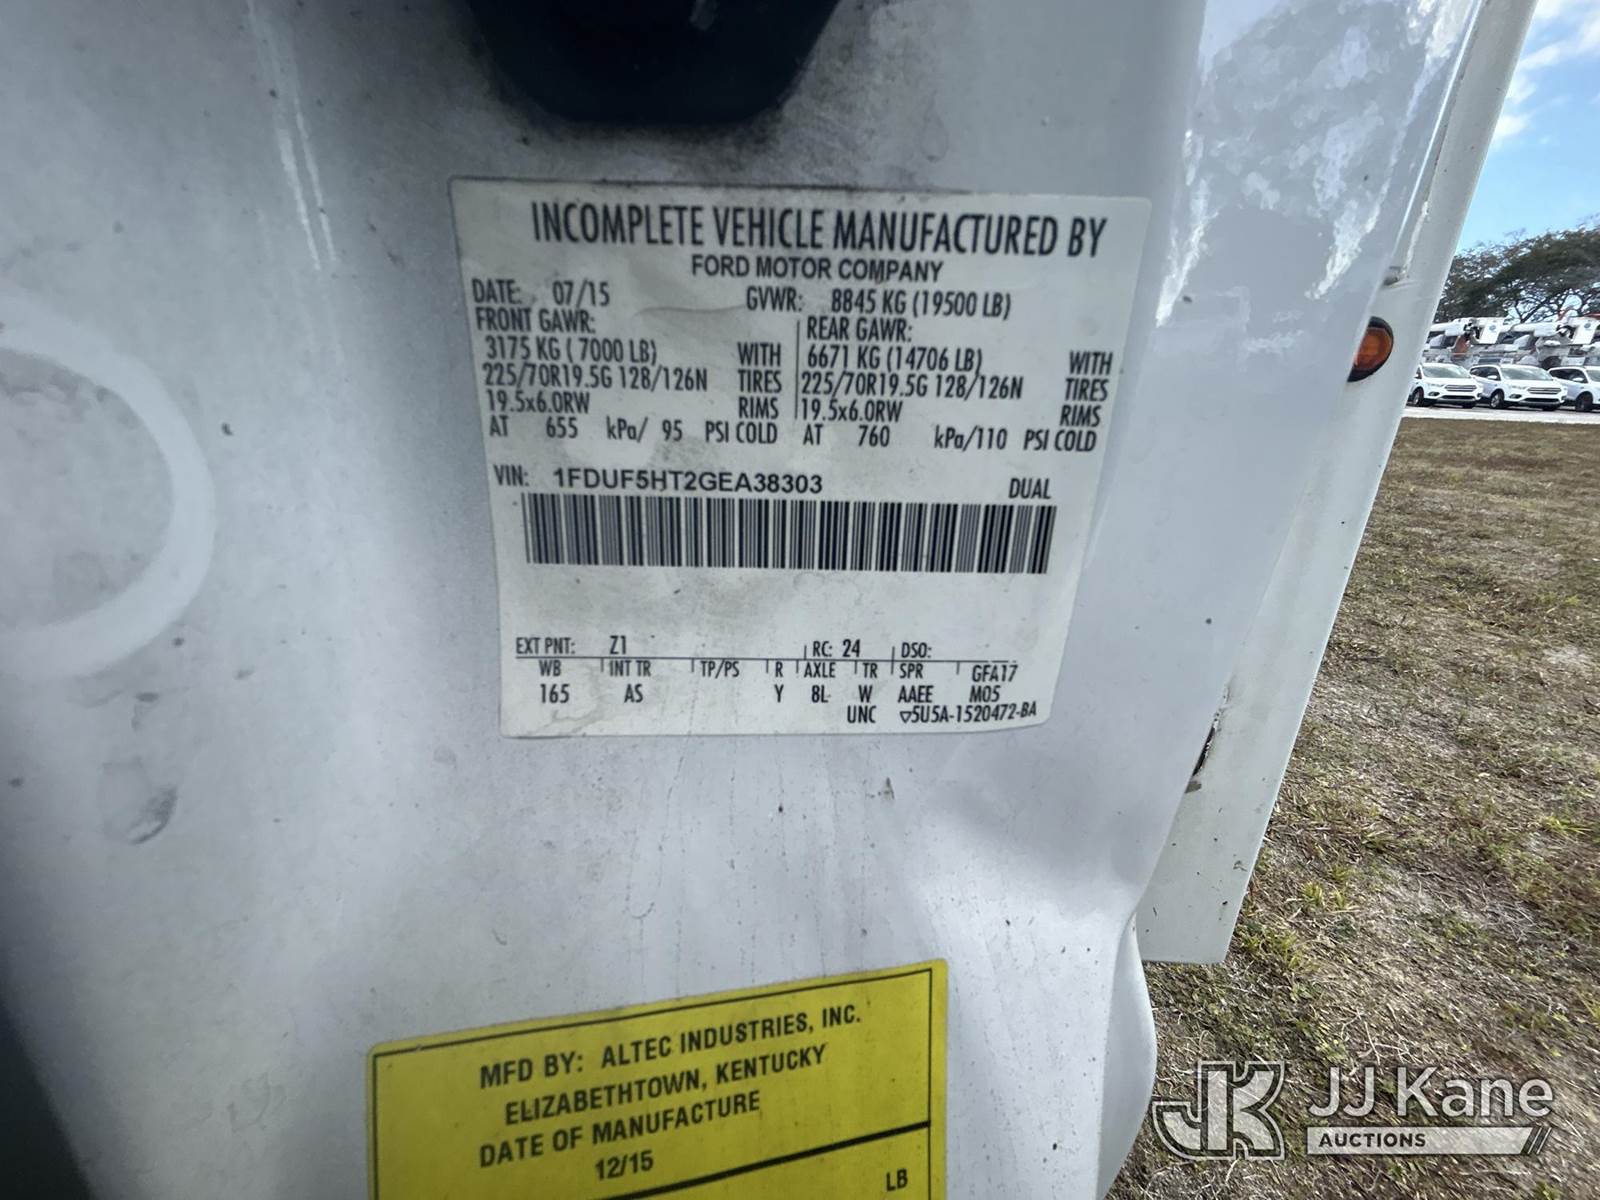 INCOMPLETE VEHICLE MANUFACTURED BY
FORD MOTOR COMPANY
DATE: 07/15 GVWR: 8845 KG (19500 LB)
FRONT GAWR: REAR GAWR:
3175 KG ( 7000 LB) WITH 6671 KG (14706 LB) WITH
225/70R19.5G 128/126N TIRES 225/70R19.5G 128/126N TIRES
19.5x6.0RW RIMS 19.5x6.0RW RIMS
AT 655 kPa/ 95 PSI COLD AT 760 kPa/110 PSI COLD
VIN: 1FDUF5HT2GEA38303 DUAL
EXT PNT: Z1 RC: 24 DSO:
WB INT TR TP/PS R AXLE TR SPR GFA17
165 AS Y 8L W AAEE M05
UNC ▽5U5A-1520472-BA
MFD BY: ALTEC INDUSTRIES, INC.
ELIZABETHTOWN, KENTUCKY
DATE OF MANUFACTURE
12/15
LB
JK JJ Kane
AUCTIONS